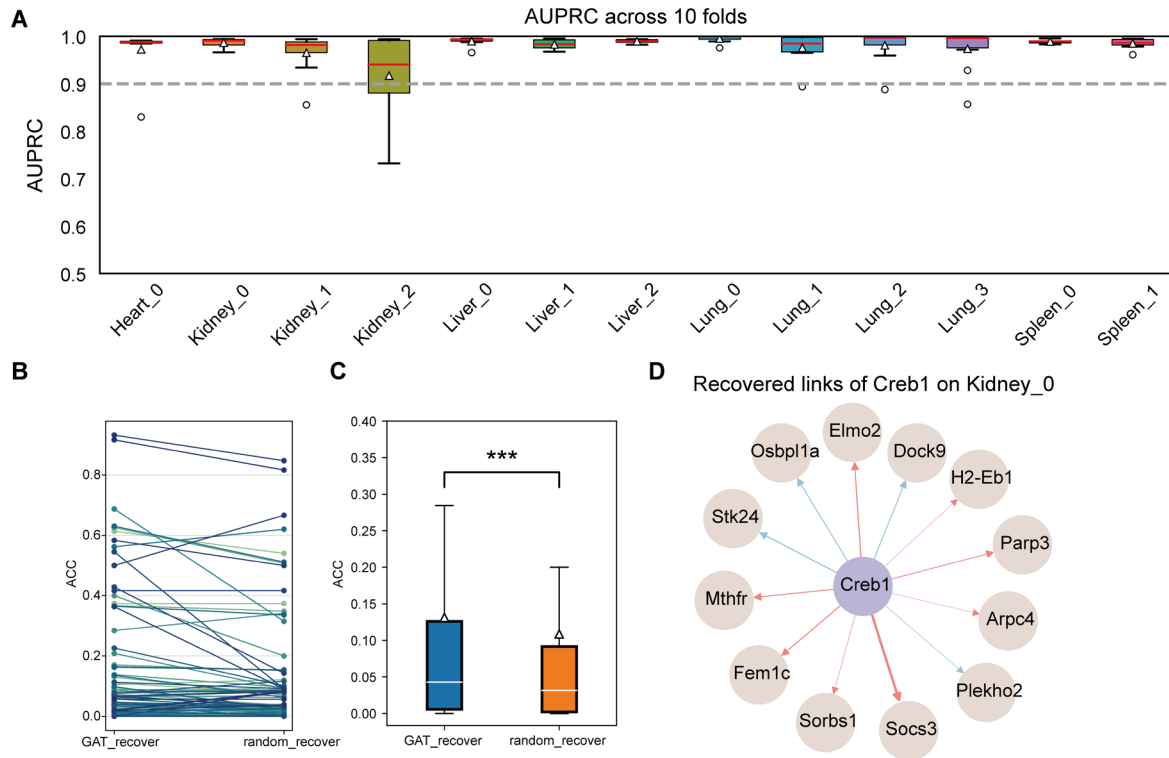 A
AUPRC across 10 folds
AUPRC
1.0
0.9
0.8
0.7
0.6
0.5
Heart_0
Kidney_0
Kidney_1
Kidney_2
Liver_0
Liver_1
Liver_2
Lung_0
Lung_1
Lung_2
Lung_3
Spleen_0
Spleen_1
B
ACC
0.8
0.6
0.4
0.2
0.0
GAT_recover
random_recover
C
ACC
0.40
0.35
0.30
0.25
0.20
0.15
0.10
0.05
0.00
***
GAT_recover
random_recover
D
Recovered links of Creb1 on Kidney_0
Elmo2
Osbpl1a
Dock9
H2-Eb1
Stk24
Parp3
Creb1
Mthfr
Arpc4
Fem1c
Plekho2
Sorbs1
Socs3